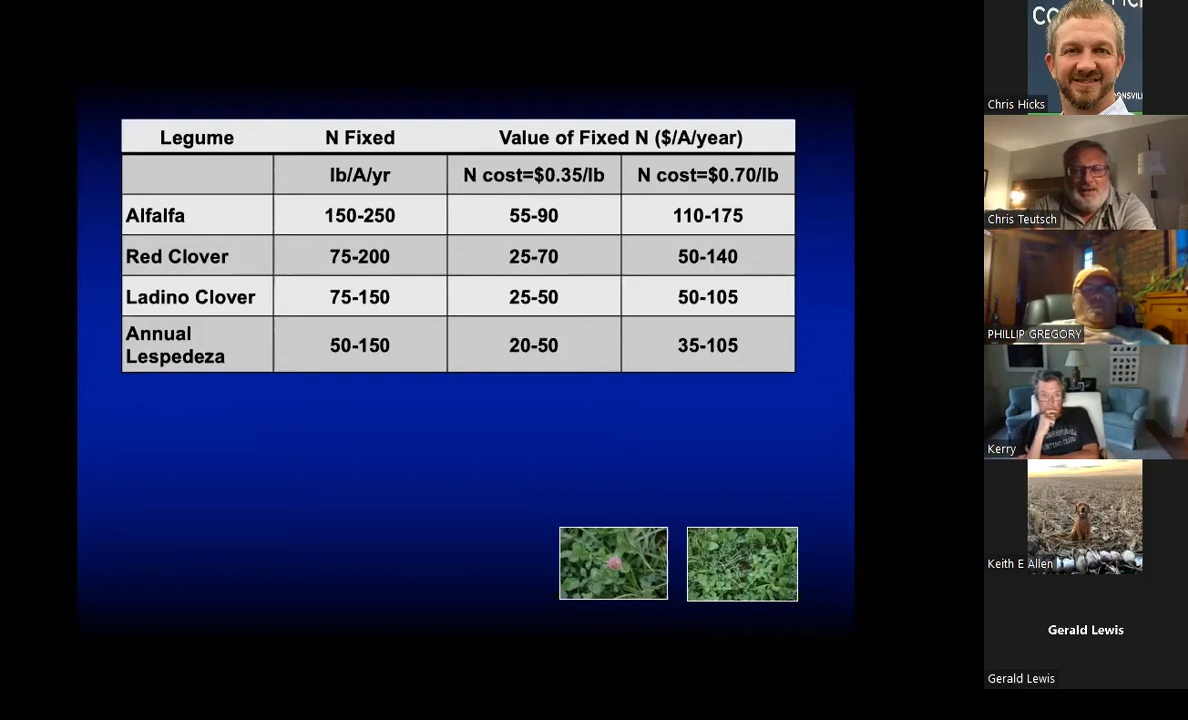 Legume N Fixed Value of Fixed N ($/A/year)
lb/A/yr N cost=$0.35/lb N cost=$0.70/lb
Alfalfa 150-250 55-90 110-175
Red Clover 75-200 25-70 50-140
Ladino Clover 75-150 25-50 50-105
Annual
Lespedeza 50-150 20-50 35-105
Chris Hicks
Chris Teutsch
PHILLIP GREGORY
Kerry
Keith E Allen
Gerald Lewis
Gerald Lewis